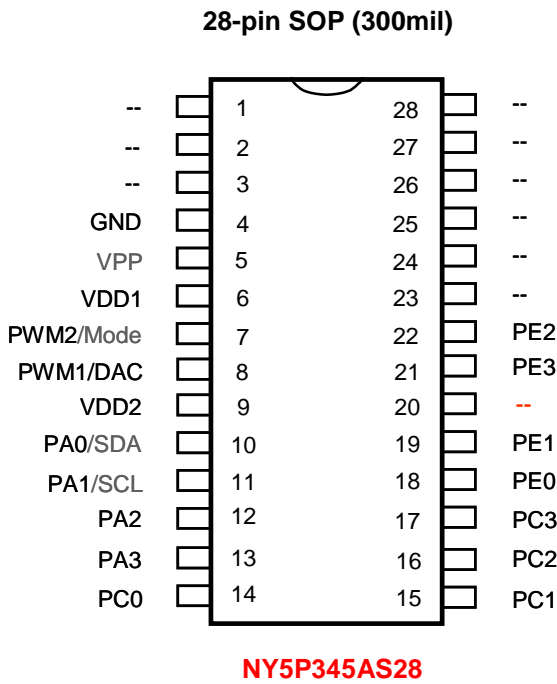 28-pin SOP (300mil)
-- 1 28 --
-- 2 27 --
-- 3 26 --
GND 4 25 --
VPP 5 24 --
VDD1 6 23 --
PWM2/Mode 7 22 PE2
PWM1/DAC 8 21 PE3
VDD2 9 20 --
PA0/SDA 10 19 PE1
PA1/SCL 11 18 PE0
PA2 12 17 PC3
PA3 13 16 PC2
PC0 14 15 PC1
NY5P345AS28